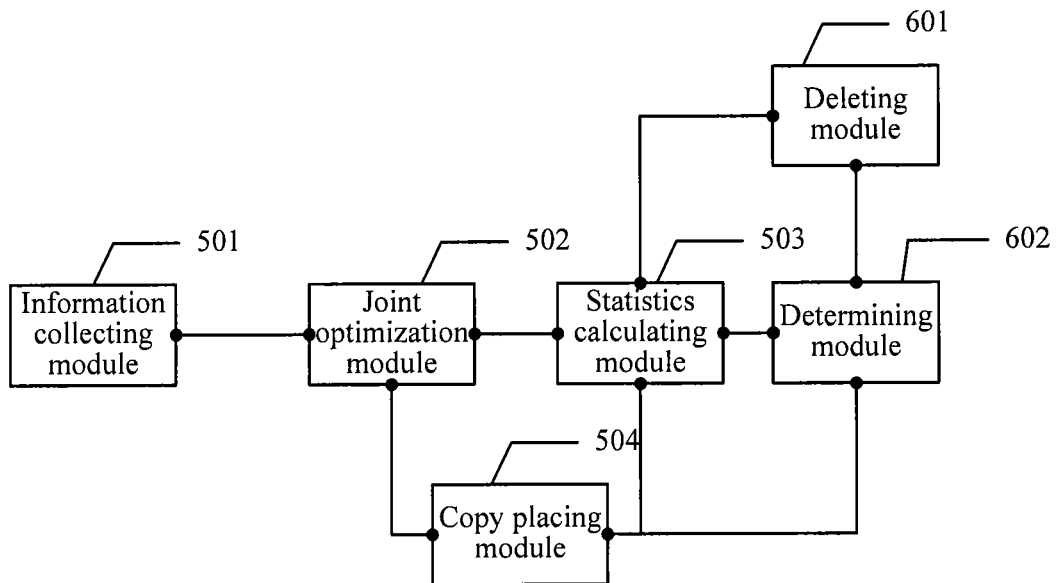 601
Deleting
module
501
502
503
602
Information
collecting
module
Joint
optimization
module
Statistics
calculating
module
Determining
module
504
Copy placing
module